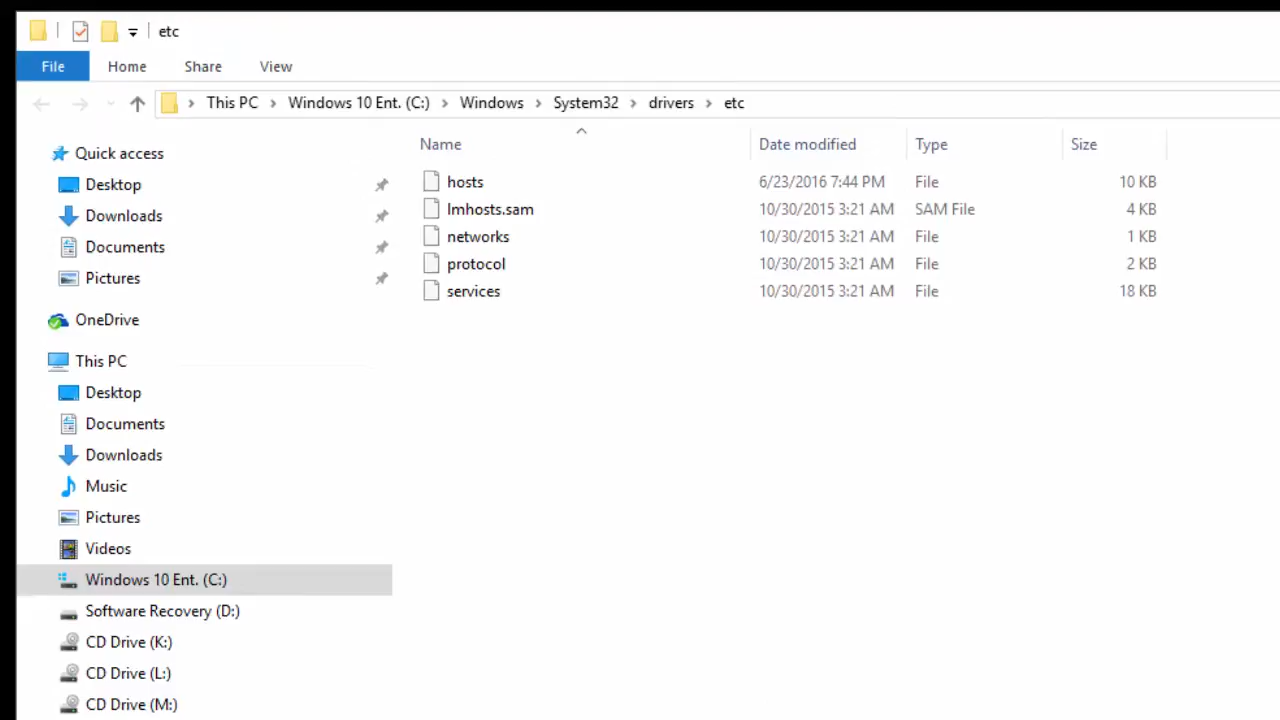 etc
File Home Share View
This PC Windows 10 Ent. (C:) Windows System32 drivers etc
Name Date modified Type Size
hosts 6/23/2016 7:44 PM File 10 KB
lmhosts.sam 10/30/2015 3:21 AM SAM File 4 KB
networks 10/30/2015 3:21 AM File 1 KB
protocol 10/30/2015 3:21 AM File 2 KB
services 10/30/2015 3:21 AM File 18 KB
Quick access
Desktop
Downloads
Documents
Pictures
OneDrive
This PC
Desktop
Documents
Downloads
Music
Pictures
Videos
Windows 10 Ent. (C:)
Software Recovery (D:)
CD Drive (K:)
CD Drive (L:)
CD Drive (M:)